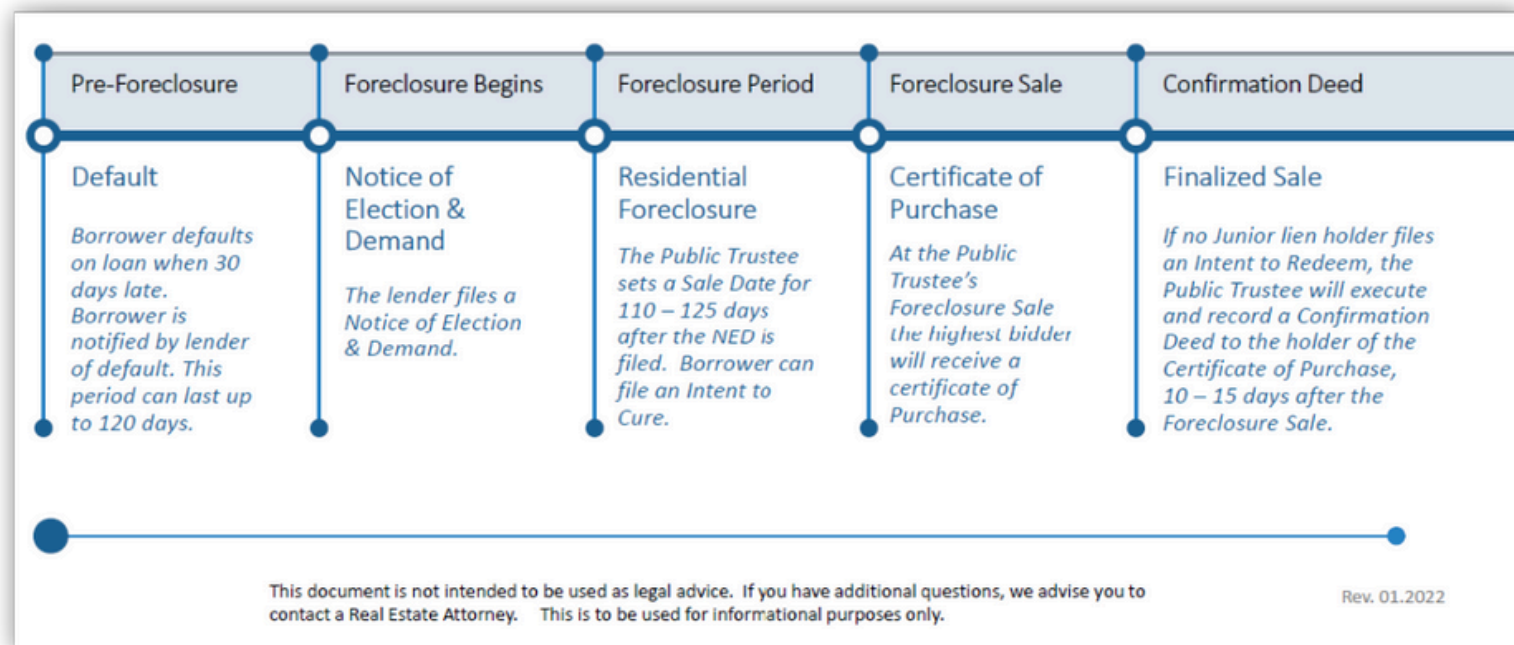 Pre-Foreclosure
Foreclosure Begins
Foreclosure Period
Foreclosure Sale
Confirmation Deed
Default
Borrower defaults
on loan when 30
days late.
Borrower is
notified by lender
of default. This
period can last up
to 120 days.
Notice of
Election &
Demand
The lender files a
Notice of Election
& Demand.
Residential
Foreclosure
The Public Trustee
sets a Sale Date for
110 – 125 days
after the NED is
filed.  Borrower can
file an Intent to
Cure.
Certificate of
Purchase
At the Public
Trustee's
Foreclosure Sale
the highest bidder
will receive a
certificate of
Purchase.
Finalized Sale
If no Junior lien holder files
an Intent to Redeem, the
Public Trustee will execute
and record a Confirmation
Deed to the holder of the
Certificate of Purchase,
10 – 15 days after the
Foreclosure Sale.
This document is not intended to be used as legal advice.  If you have additional questions, we advise you to
contact a Real Estate Attorney.    This is to be used for informational purposes only.
Rev. 01.2022